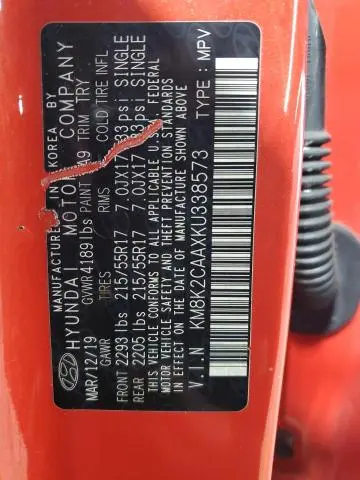 MANUFACTURED IN KOREA BY
HYUNDAI MOTOR COMPANY
MAR/12/19 GVWR 4189 lbs PAINT 49 TRIM TRY
GAWR TIRES RIMS COLD TIRE INFL.
FRONT 2293 lbs 215/55R17 7.0JX17 33psi SINGLE
REAR 2205 lbs 215/55R17 7.0JX17 33psi SINGLE
THIS VEHICLE CONFORMS TO ALL APPLICABLE U.S. FEDERAL
MOTOR VEHICLE SAFETY AND THEFT PREVENTION STANDARDS
IN EFFECT ON THE DATE OF MANUFACTURE SHOWN ABOVE.
V.I.N : KM8K2CAAXKU338573 TYPE : MPV